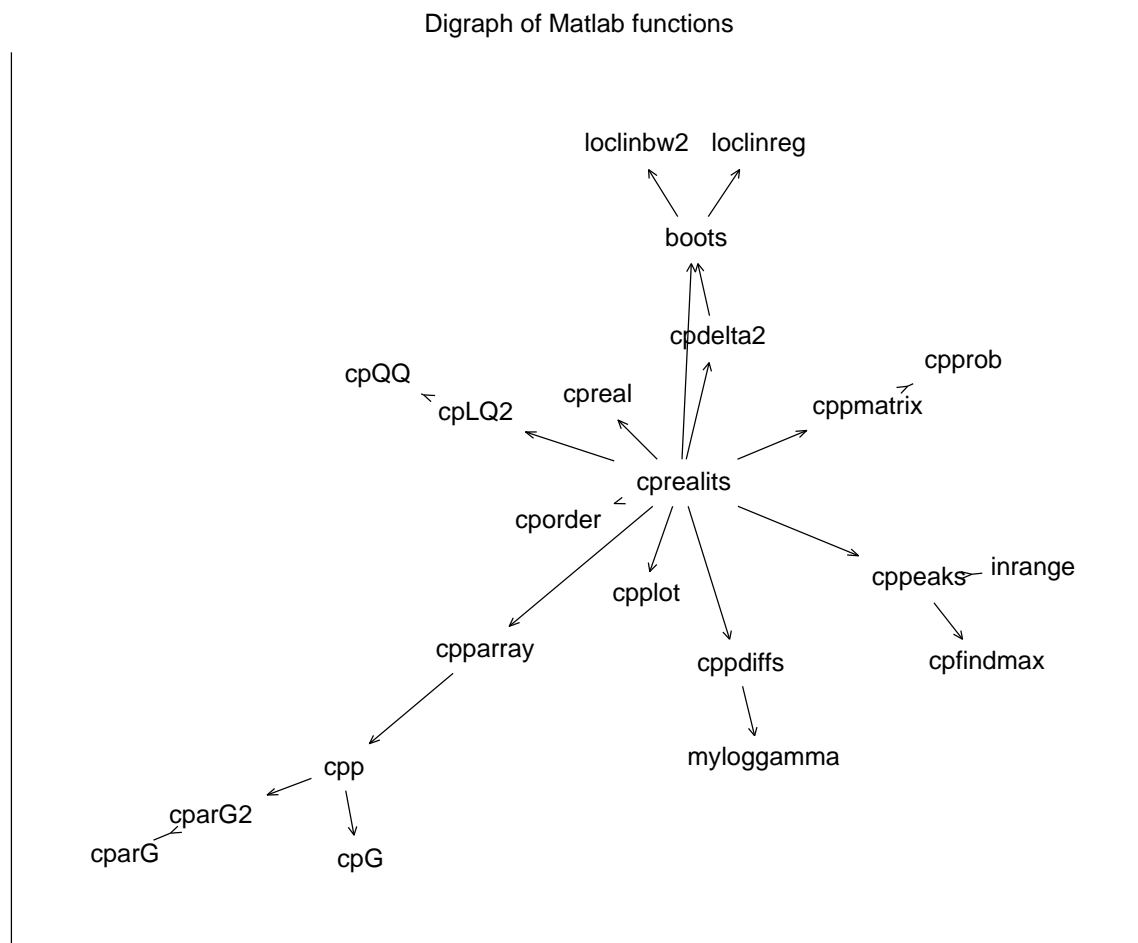 Digraph of Matlab functions
loclinbw2
loclinreg
boots
cpdelta2
cpprob
cpQQ
cpreal
cppmatrix
cpLQ2
cprealits
cporder
inrange
cppeaks
cpplot
cpparray
cpfindmax
cppdiffs
myloggamma
cpp
cparG2
cparG
cpG